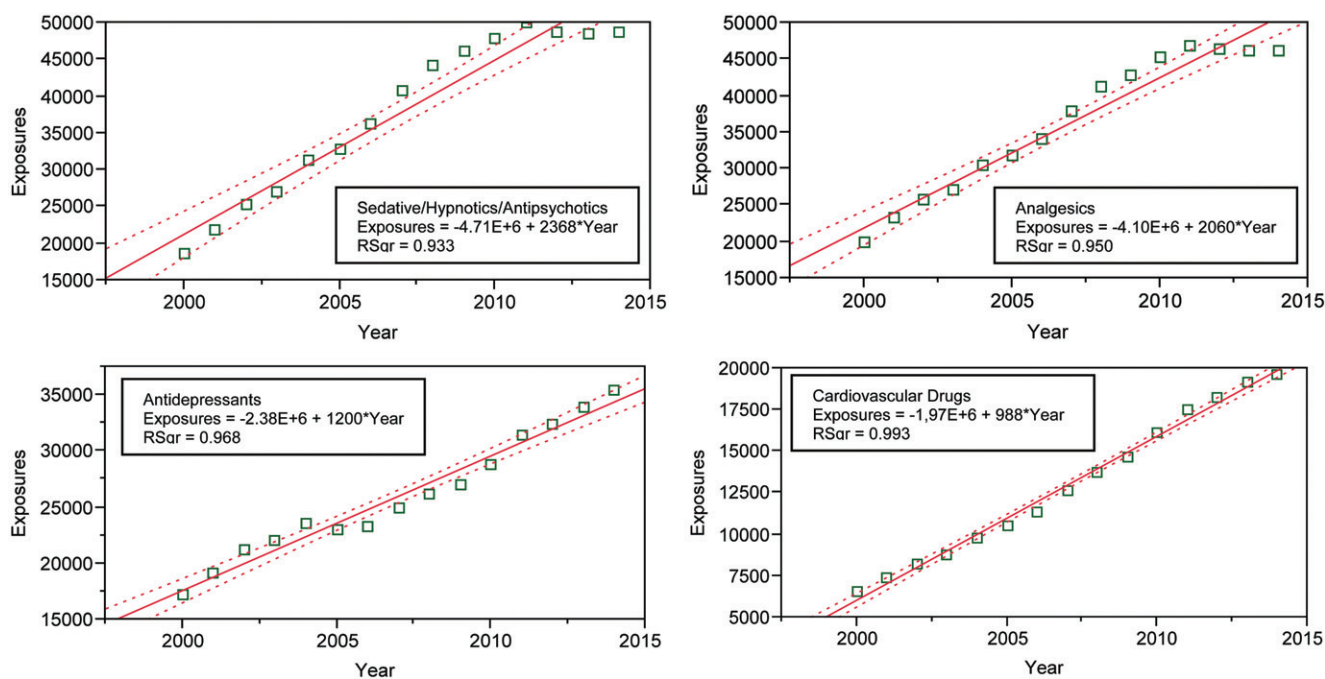 50000
45000
40000
35000
30000
25000
20000
15000
Exposures
Sedative/Hypnotics/Antipsychotics
Exposures = -4.71E+6 + 2368*Year
RSqr = 0.933
2000
2005
2010
2015
Year
50000
45000
40000
35000
30000
25000
20000
15000
Exposures
Analgesics
Exposures = -4.10E+6 + 2060*Year
RSqr = 0.950
2000
2005
2010
2015
Year
35000
30000
25000
20000
15000
Exposures
Antidepressants
Exposures = -2.38E+6 + 1200*Year
RSqr = 0.968
2000
2005
2010
2015
Year
20000
17500
15000
12500
10000
7500
5000
Exposures
Cardiovascular Drugs
Exposures = -1,97E+6 + 988*Year
RSqr = 0.993
2000
2005
2010
2015
Year